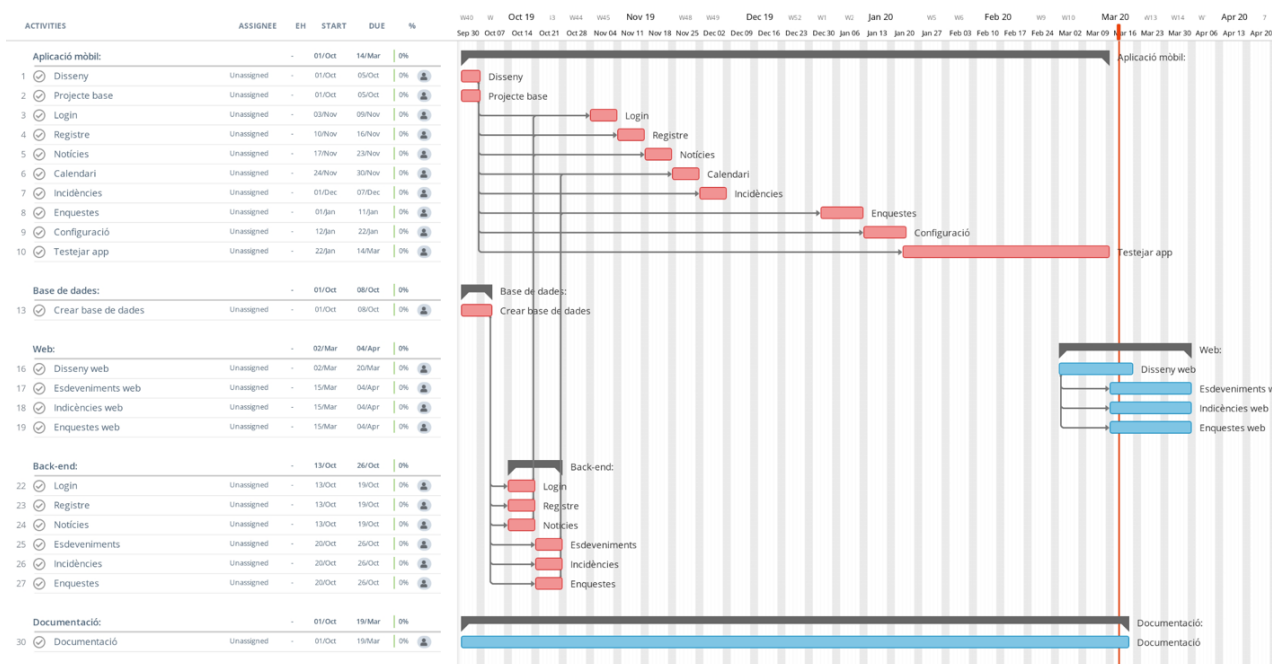 ACTIVITIES ASSIGNEE EH START DUE %
W40 W Oct 19 i3 W44 W45 Nov 19 W48 W49 Dec 19 W52 W1 W2 Jan 20 W5 W6 Feb 20 W9 W10 Mar 20 W13 W14 W Apr 20 7
Sep 30 Oct 07 Oct 14 Oct 21 Oct 28 Nov 04 Nov 11 Nov 18 Nov 25 Dec 02 Dec 09 Dec 16 Dec 23 Dec 30 Jan 06 Jan 13 Jan 20 Jan 27 Feb 03 Feb 10 Feb 17 Feb 24 Mar 02 Mar 09 Mar 16 Mar 23 Mar 30 Apr 06 Apr 13 Apr 20
Aplicació mòbil: - 01/Oct 14/Mar 0% Aplicació mòbil:
1 Disseny Unassigned - 01/Oct 05/Oct 0% Disseny
2 Projecte base Unassigned - 01/Oct 05/Oct 0% Projecte base
3 Login Unassigned - 03/Nov 09/Nov 0% Login
4 Registre Unassigned - 10/Nov 16/Nov 0% Registre
5 Notícies Unassigned - 17/Nov 23/Nov 0% Notícies
6 Calendari Unassigned - 24/Nov 30/Nov 0% Calendari
7 Incidències Unassigned - 01/Dec 07/Dec 0% Incidències
8 Enquestes Unassigned - 01/Jan 11/Jan 0% Enquestes
9 Configuració Unassigned - 12/Jan 22/Jan 0% Configuració
10 Testejar app Unassigned - 22/Jan 14/Mar 0% Testejar app
Base de dades: - 01/Oct 08/Oct 0% Base de dades:
13 Crear base de dades Unassigned - 01/Oct 08/Oct 0% Crear base de dades
Web: - 02/Mar 04/Apr 0% Web:
16 Disseny web Unassigned - 02/Mar 20/Mar 0% Disseny web
17 Esdeveniments web Unassigned - 15/Mar 04/Apr 0% Esdeveniments w
18 Indicències web Unassigned - 15/Mar 04/Apr 0% Indicències web
19 Enquestes web Unassigned - 15/Mar 04/Apr 0% Enquestes web
Back-end: - 13/Oct 26/Oct 0% Back-end:
22 Login Unassigned - 13/Oct 19/Oct 0% Login
23 Registre Unassigned - 13/Oct 19/Oct 0% Registre
24 Notícies Unassigned - 13/Oct 19/Oct 0% Notícies
25 Esdeveniments Unassigned - 20/Oct 26/Oct 0% Esdeveniments
26 Incidències Unassigned - 20/Oct 26/Oct 0% Incidències
27 Enquestes Unassigned - 20/Oct 26/Oct 0% Enquestes
Documentació: - 01/Oct 19/Mar 0% Documentació:
30 Documentació Unassigned - 01/Oct 19/Mar 0% Documentació